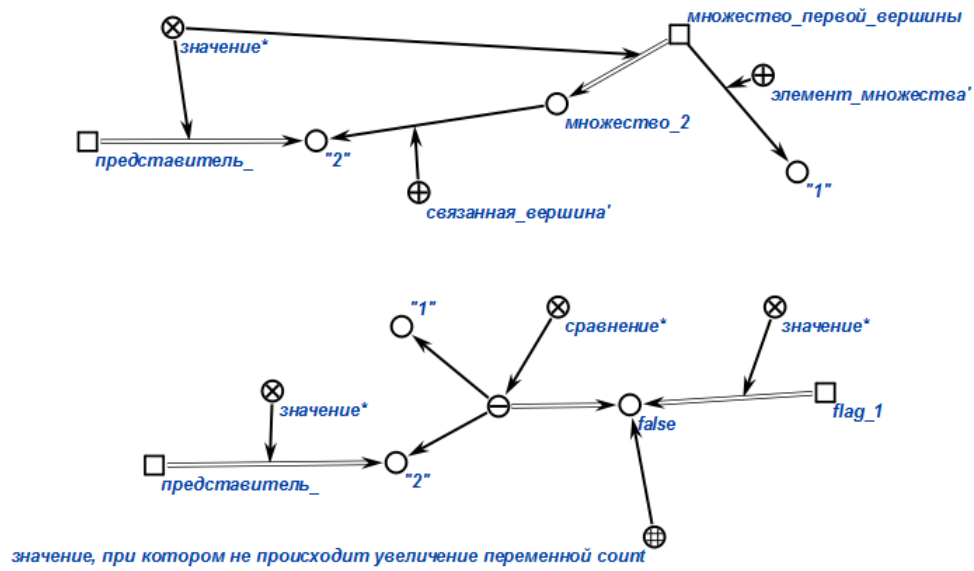 множество_первой_вершины
значение*
элемент_множества'
множество_2
представитель_
"2"
"1"
связанная_вершина'
"1"
сравнение*
значение*
значение*
flag_1
false
"2"
представитель_
значение, при котором не происходит увеличение переменной count